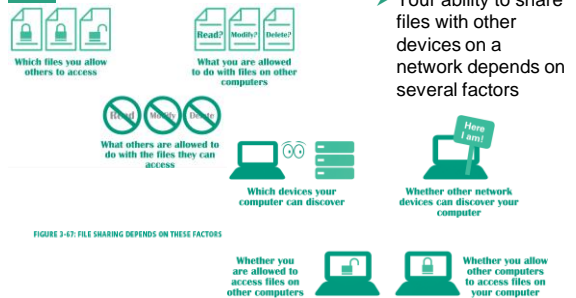 Your ability to share
files with other
devices on a
network depends on
several factors
Which files you allow
others to access
Read? Modify? Delete?
What you are allowed
to do with files on other
computers
Read Modify Delete
What others are allowed to
do with the files they can
access
Which devices your
computer can discover
Here
I am!
Whether other network
devices can discover your
computer
FIGURE 3-67: FILE SHARING DEPENDS ON THESE FACTORS
Whether you
are allowed to
access files on
other computers
Whether you allow
other computers
to access files on
your computer